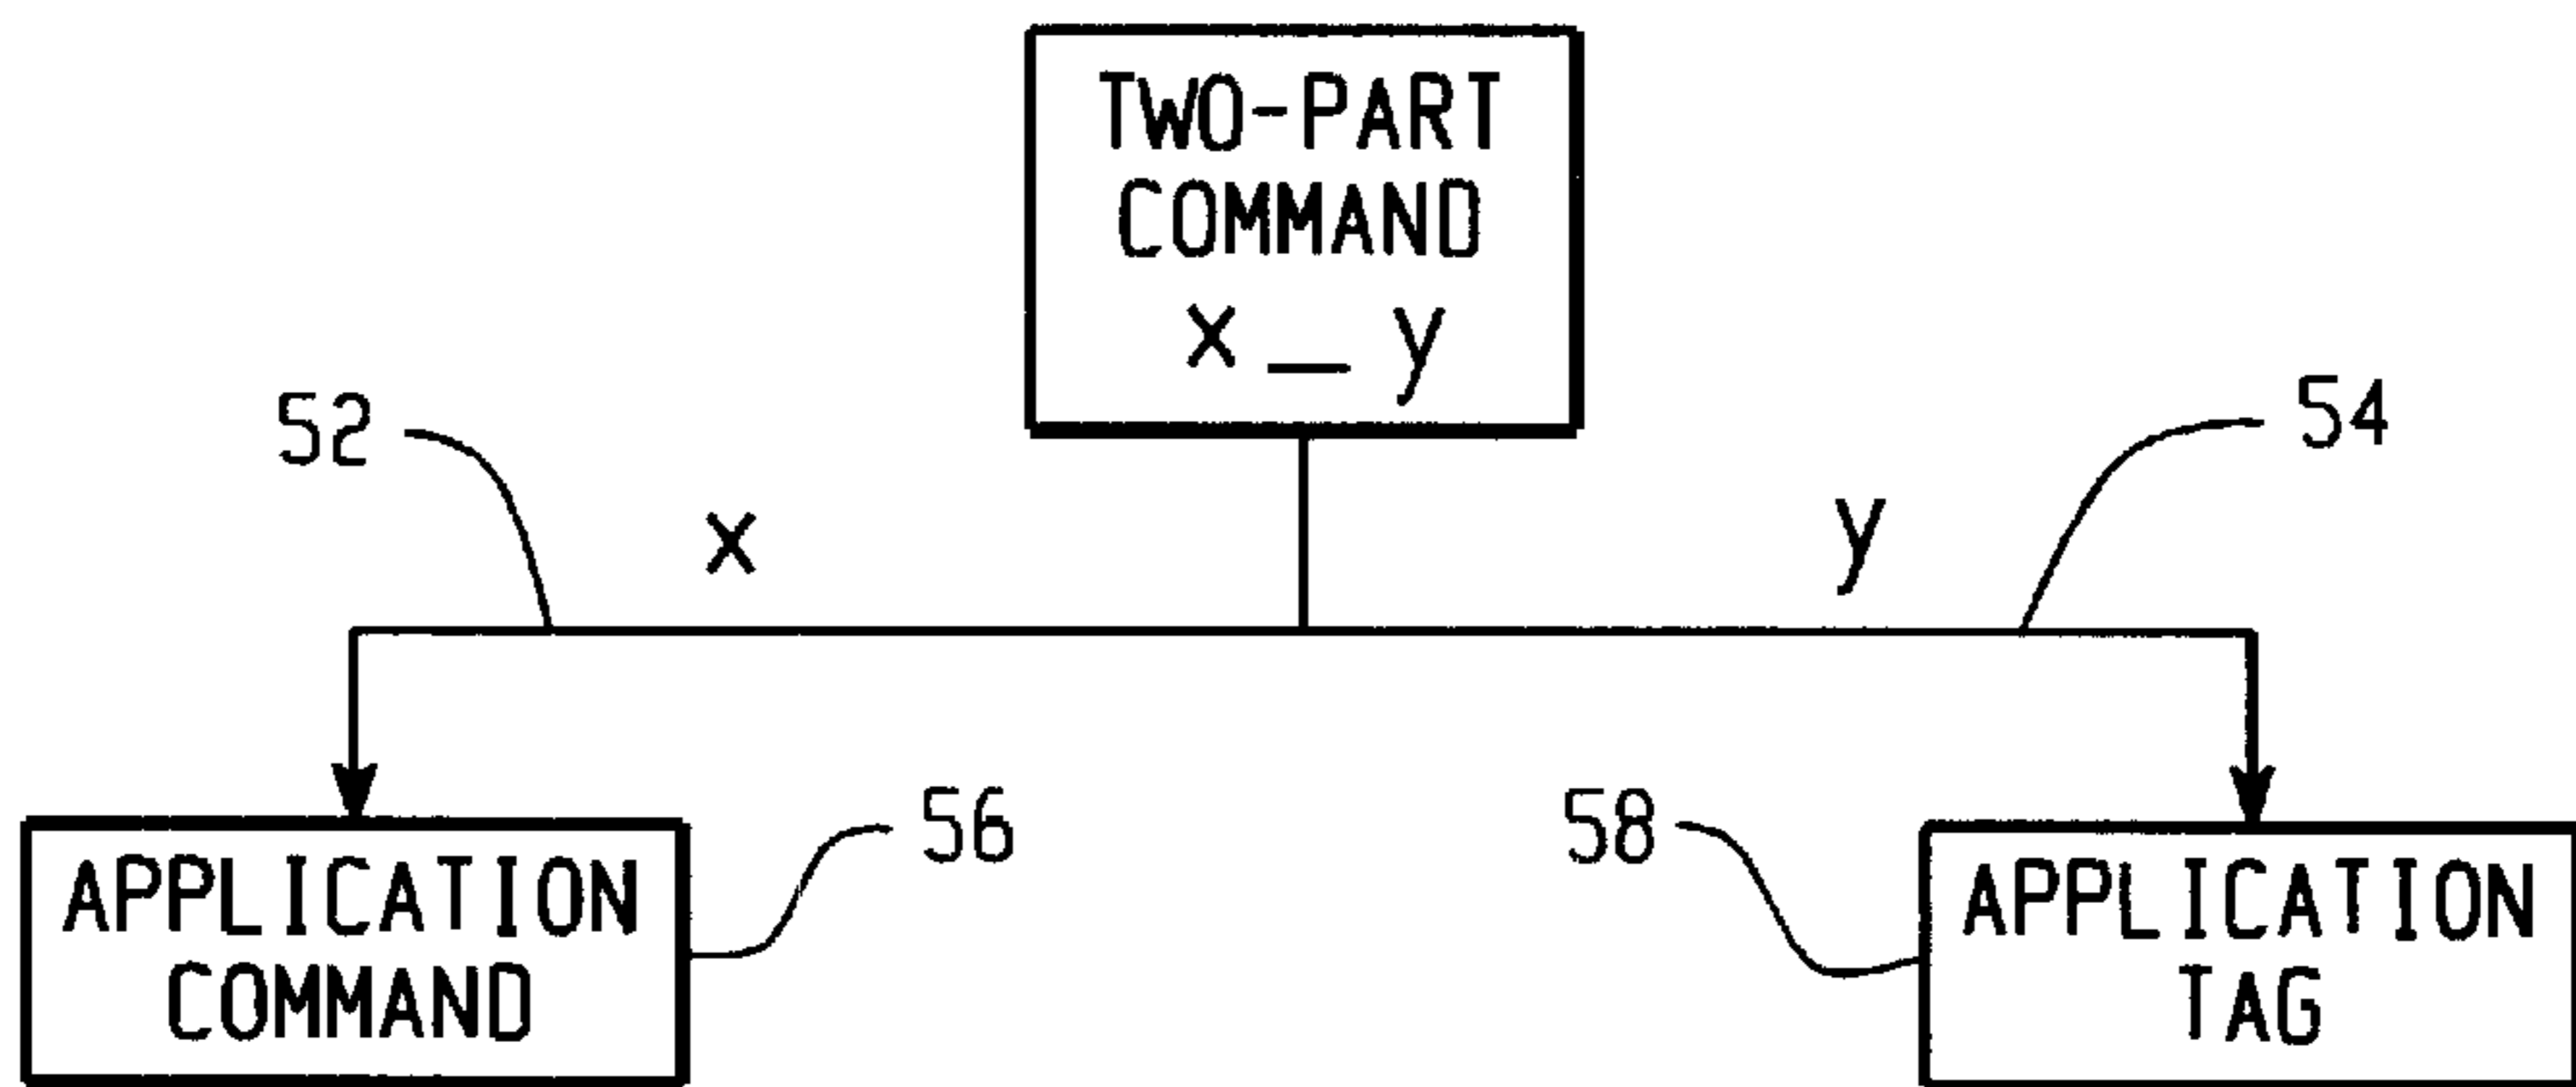 TWO-PART
COMMAND
x _ y
52
54
x
y
56
58
APPLICATION
COMMAND
APPLICATION
TAG